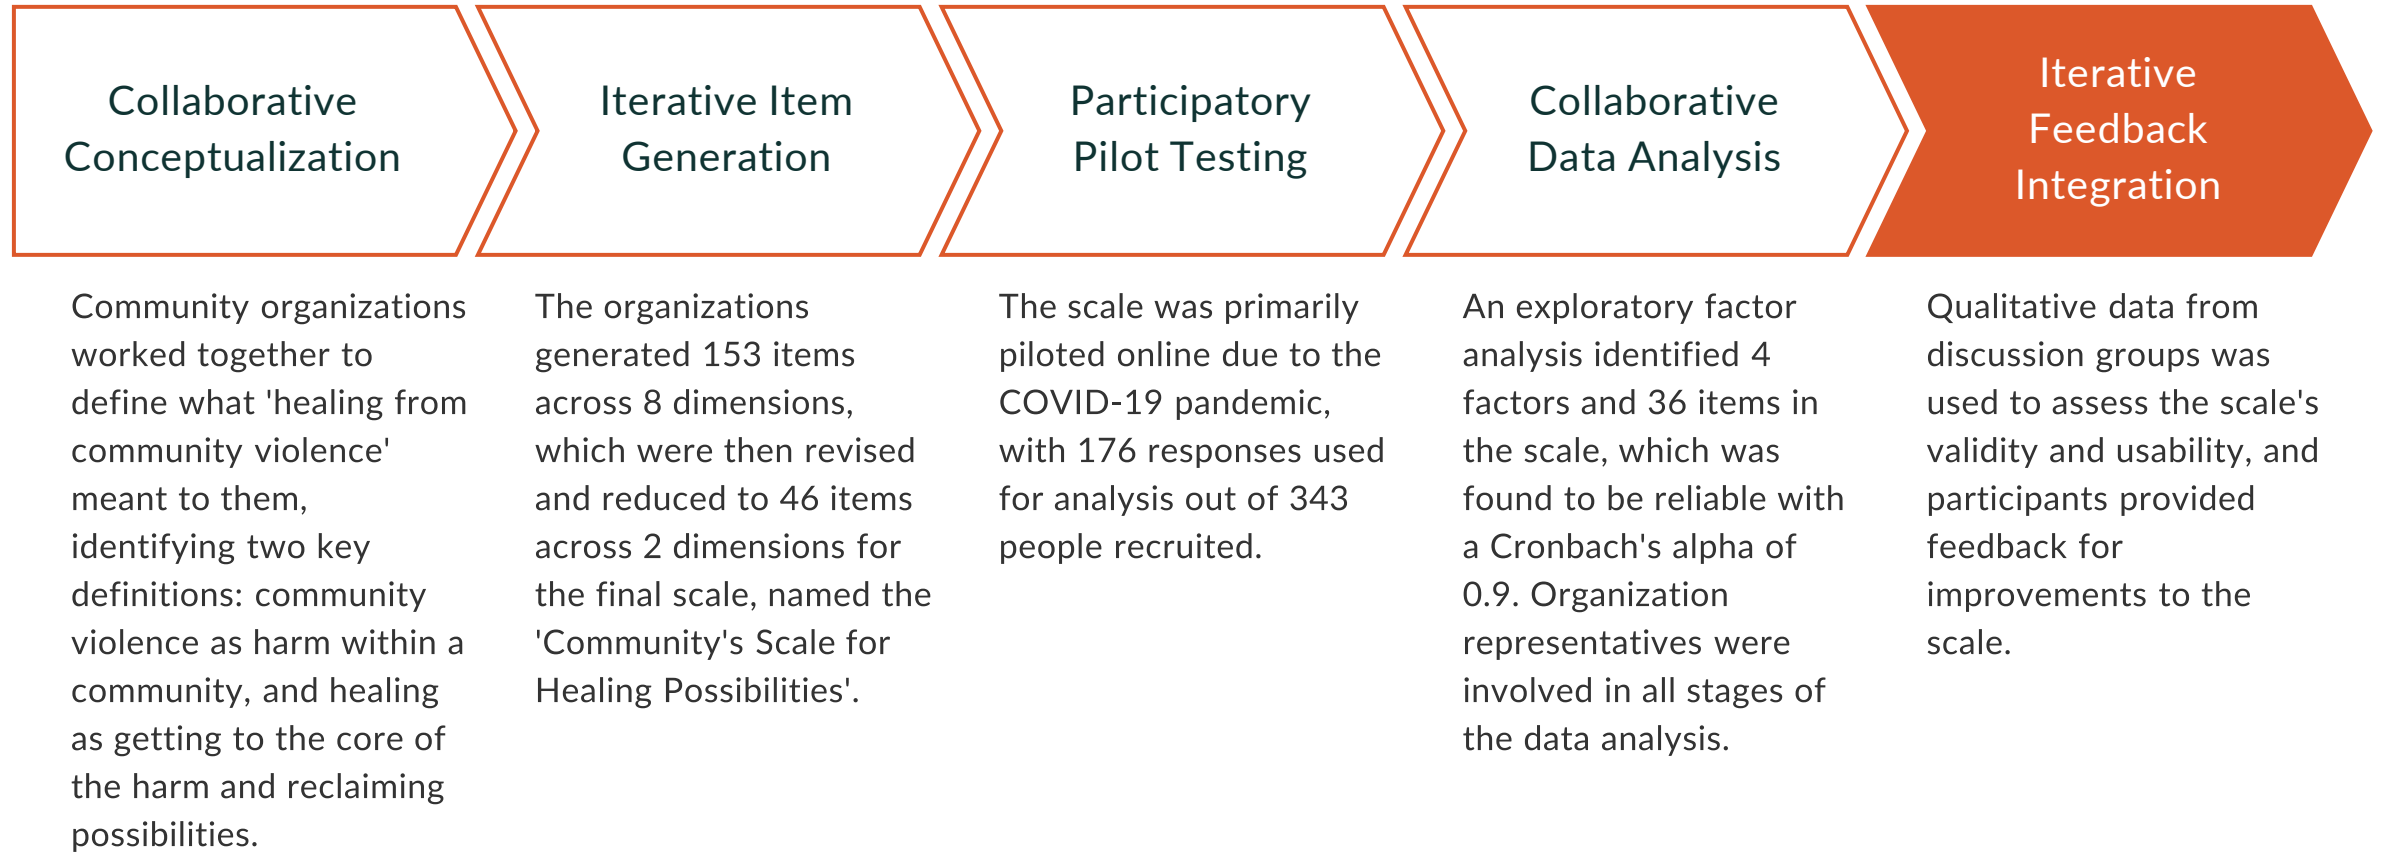 Collaborative
Conceptualization
Iterative Item
Generation
Participatory
Pilot Testing
Collaborative
Data Analysis
Iterative
Feedback
Integration
Community organizations
worked together to
define what 'healing from
community violence'
meant to them,
identifying two key
definitions: community
violence as harm within a
community, and healing
as getting to the core of
the harm and reclaiming
possibilities.
The organizations
generated 153 items
across 8 dimensions,
which were then revised
and reduced to 46 items
across 2 dimensions for
the final scale, named the
'Community's Scale for
Healing Possibilities'.
The scale was primarily
piloted online due to the
COVID-19 pandemic,
with 176 responses used
for analysis out of 343
people recruited.
An exploratory factor
analysis identified 4
factors and 36 items in
the scale, which was
found to be reliable with
a Cronbach's alpha of
0.9. Organization
representatives were
involved in all stages of
the data analysis.
Qualitative data from
discussion groups was
used to assess the scale's
validity and usability, and
participants provided
feedback for
improvements to the
scale.